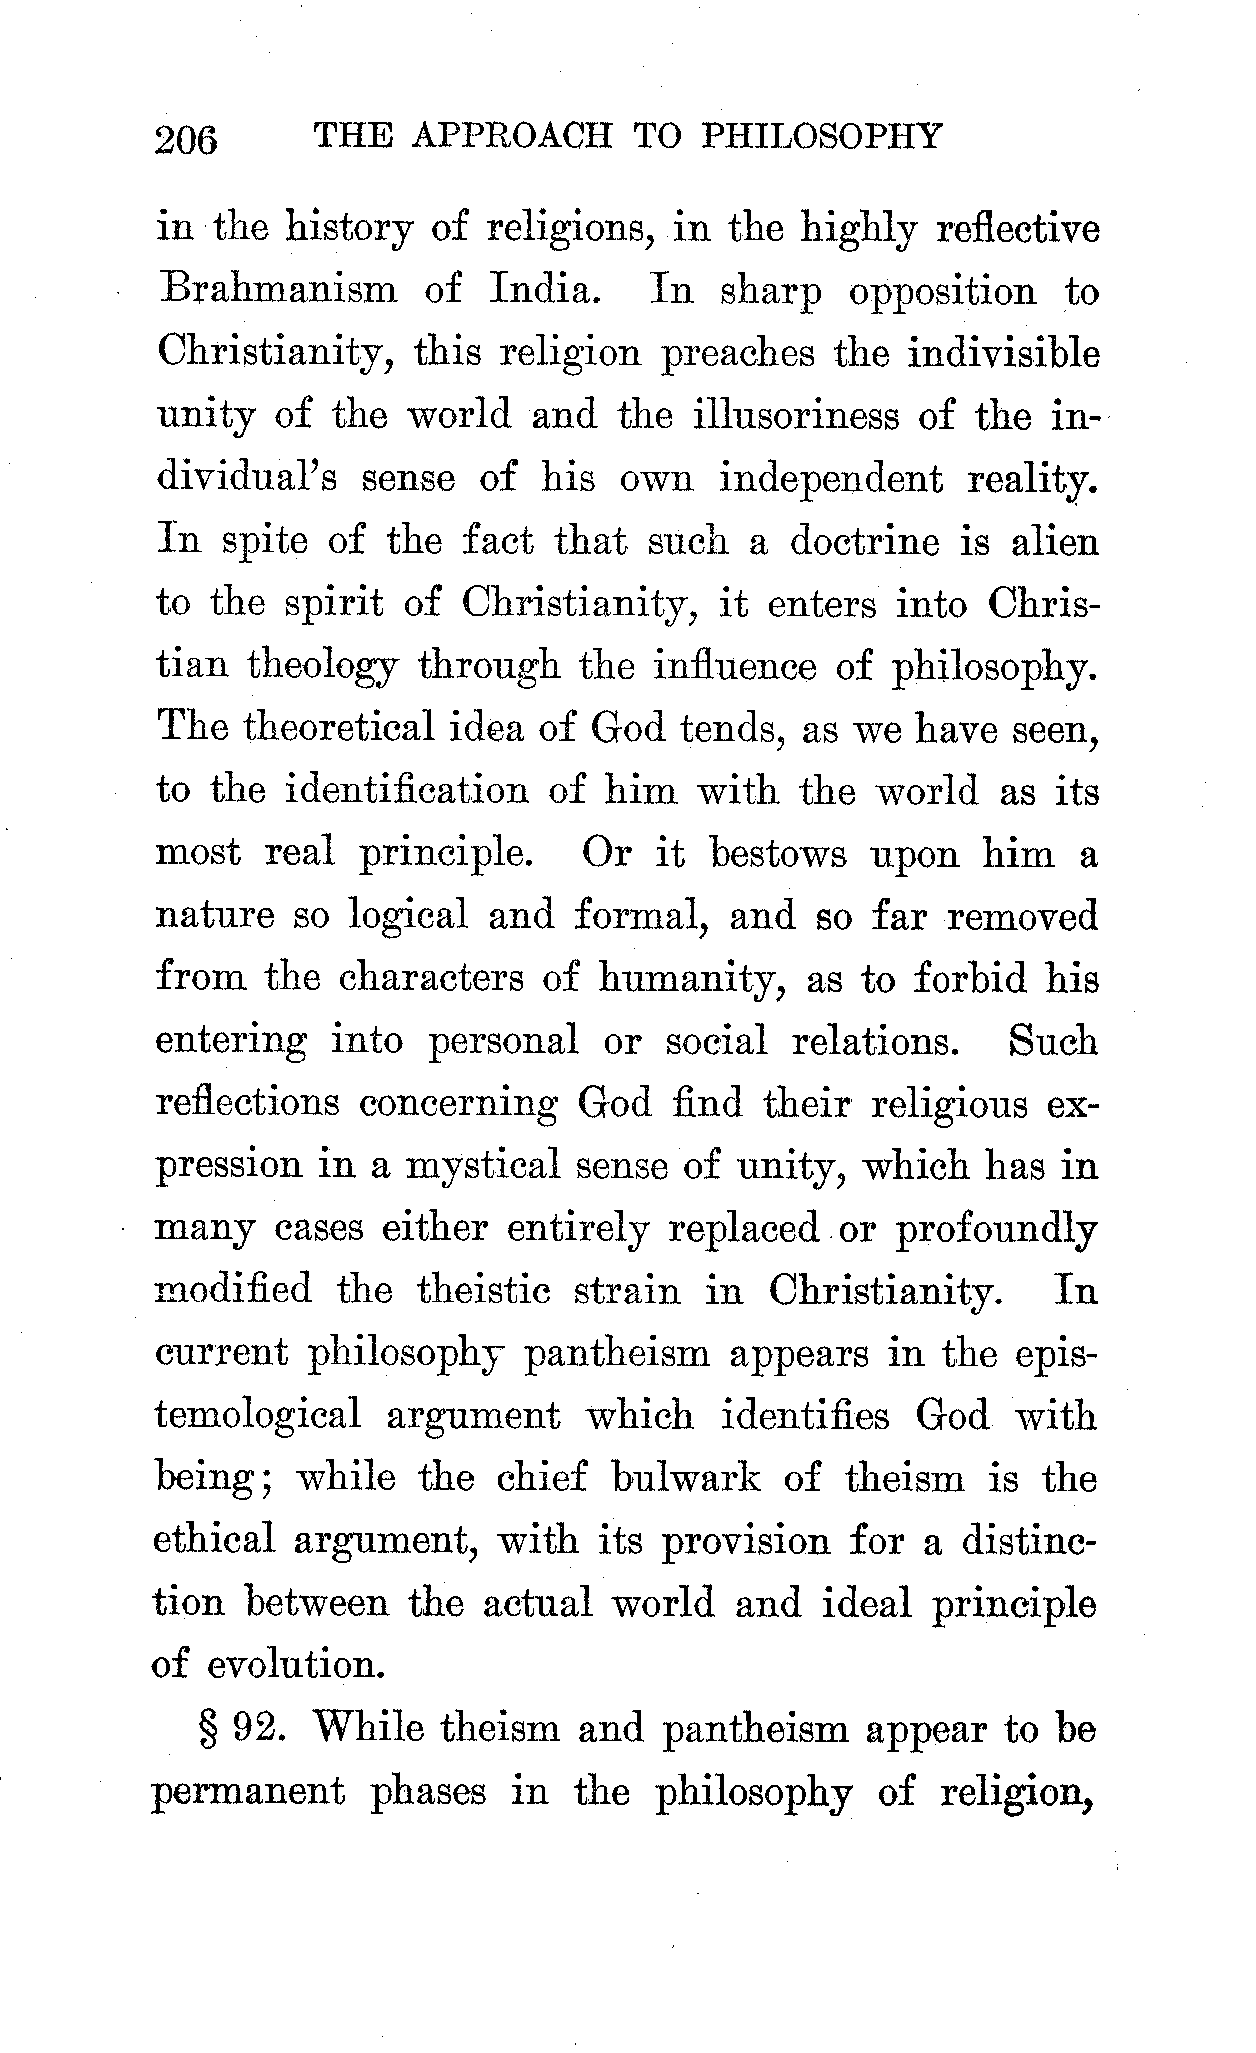 206 THE APPROACH TO PHILOSOPHY
in the history of religions, in the highly reflective
Brahmanism of India. In sharp opposition to
Christianity, this religion preaches the indivisible
unity of the world and the illusoriness of the in-
dividual's sense of his own independent reality.
In spite of the fact that such a doctrine is alien
to the spirit of Christianity, it enters into Chris-
tian theology through the influence of philosophy.
The theoretical idea of God tends, as we have seen,
to the identification of him with the world as its
most real principle. Or it bestows upon him a
nature so logical and formal, and so far removed
from the characters of humanity, as to forbid his
entering into personal or social relations. Such
reflections concerning God find their religious ex-
pression in a mystical sense of unity, which has in
many cases either entirely replaced or profoundly
modified the theistic strain in Christianity. In
current philosophy pantheism appears in the epis-
temological argument which identifies God with
being; while the chief bulwark of theism is the
ethical argument, with its provision for a distinc-
tion between the actual world and ideal principle
of evolution.
§ 92. While theism and pantheism appear to be
permanent phases in the philosophy of religion,